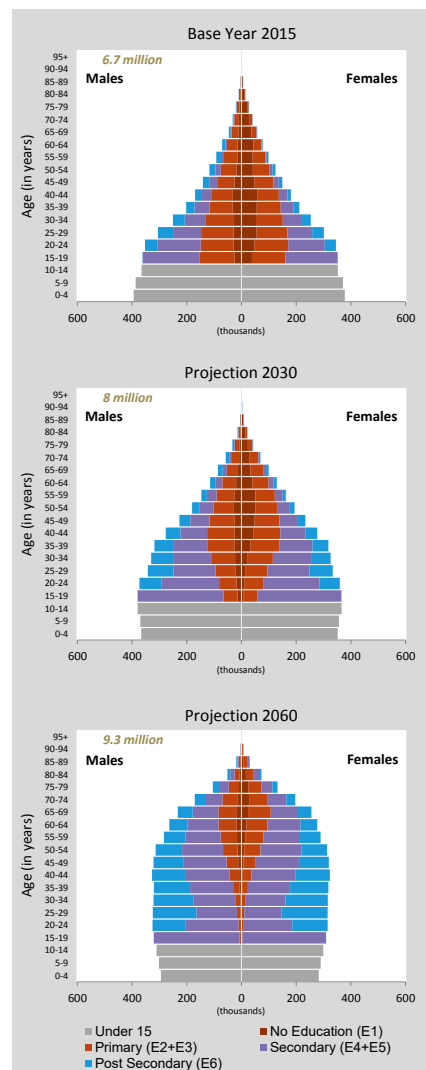 Base Year 2015
6.7 million
Males
Females
Age (in years)
95+
90-94
85-89
80-84
75-79
70-74
65-69
60-64
55-59
50-54
45-49
40-44
35-39
30-34
25-29
20-24
15-19
10-14
5-9
0-4
600 400 200 0 200 400 600
(thousands)
Projection 2030
8 million
Males
Females
Age (in years)
95+
90-94
85-89
80-84
75-79
70-74
65-69
60-64
55-59
50-54
45-49
40-44
35-39
30-34
25-29
20-24
15-19
10-14
5-9
0-4
600 400 200 0 200 400 600
(thousands)
Projection 2060
9.3 million
Males
Females
Age (in years)
95+
90-94
85-89
80-84
75-79
70-74
65-69
60-64
55-59
50-54
45-49
40-44
35-39
30-34
25-29
20-24
15-19
10-14
5-9
0-4
600 400 200 0 200 400 600
(thousands)
Under 15 No Education (E1)
Primary (E2+E3) Secondary (E4+E5)
Post Secondary (E6)